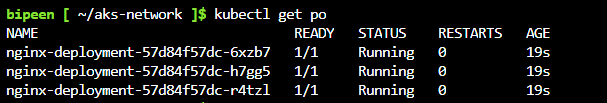 bipeen [ ~/aks-network ]$ kubectl get po
NAME READY STATUS RESTARTS AGE
nginx-deployment-57d84f57dc-6xzb7 1/1 Running 0 19s
nginx-deployment-57d84f57dc-h7gg5 1/1 Running 0 19s
nginx-deployment-57d84f57dc-r4tzl 1/1 Running 0 19s